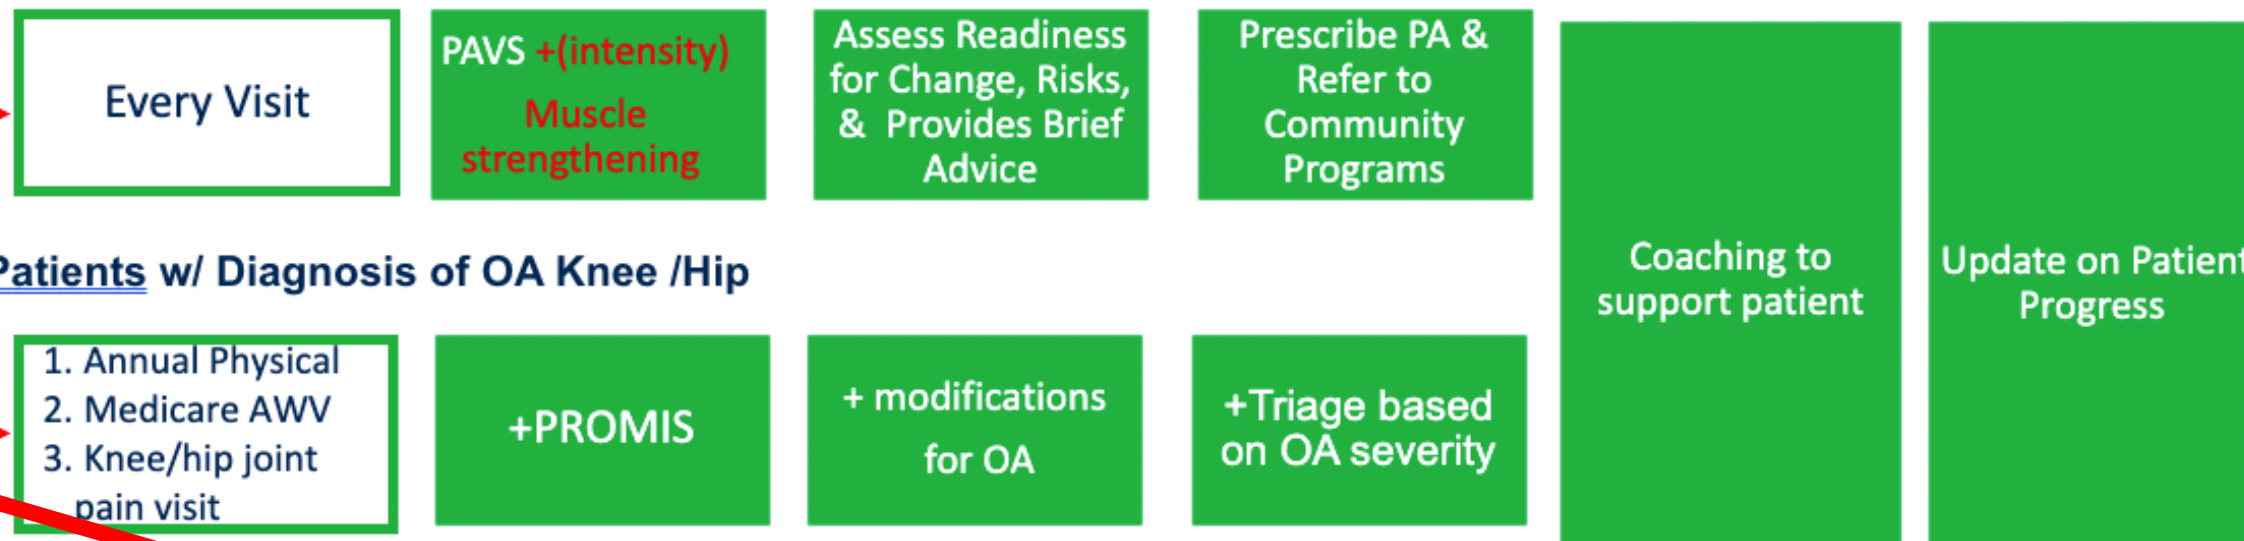 Every Visit
PAVS +(intensity)
Muscle
strengthening
Assess Readiness
for Change, Risks,
& Provides Brief
Advice
Prescribe PA &
Refer to
Community
Programs
Coaching to
support patient
Update on Patient
Progress
Patients w/ Diagnosis of OA Knee /Hip
1. Annual Physical
2. Medicare AWV
3. Knee/hip joint
pain visit
+PROMIS
+ modifications
for OA
+Triage based
on OA severity